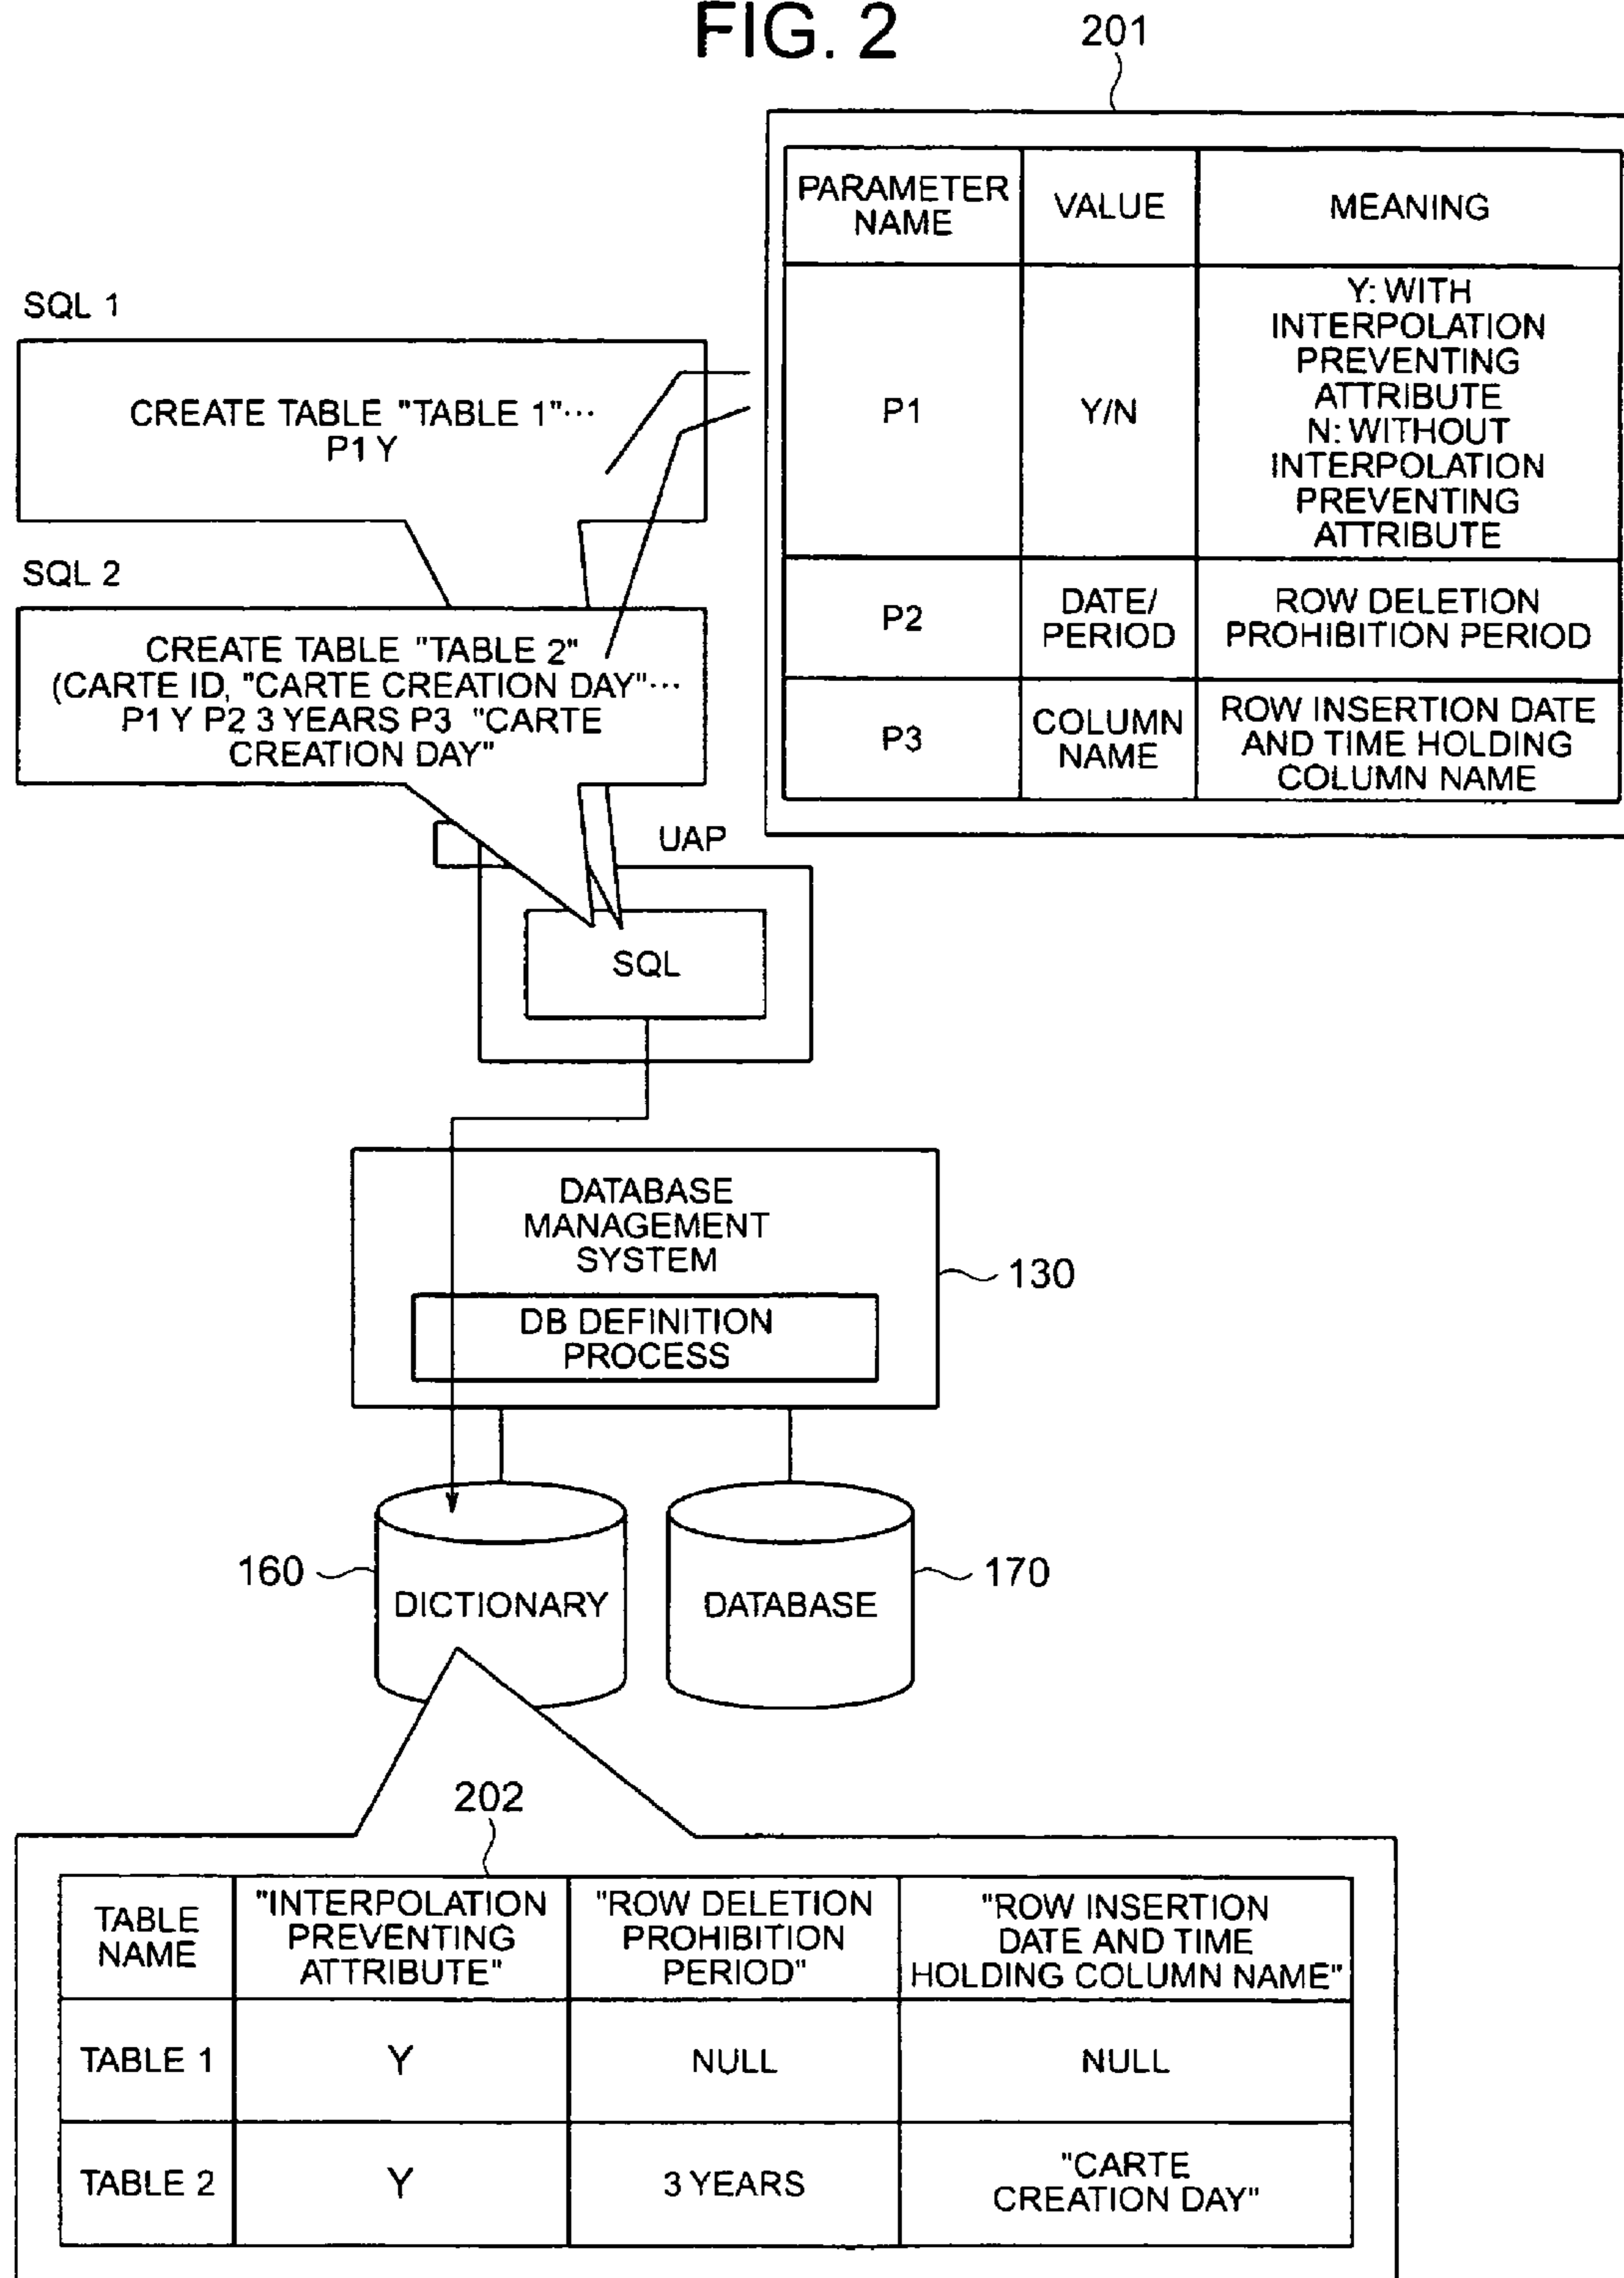 FIG. 2
201
PARAMETER
NAME
VALUE
MEANING
P1
Y/N
Y: WITH
INTERPOLATION
PREVENTING
ATTRIBUTE
N: WITHOUT
INTERPOLATION
PREVENTING
ATTRIBUTE
P2
DATE/
PERIOD
ROW DELETION
PROHIBITION PERIOD
P3
COLUMN
NAME
ROW INSERTION DATE
AND TIME HOLDING
COLUMN NAME
SQL 1
CREATE TABLE "TABLE 1"···
P1 Y
SQL 2
CREATE TABLE "TABLE 2"
(CARTE ID, "CARTE CREATION DAY"···
P1 Y P2 3 YEARS P3 "CARTE
CREATION DAY"
UAP
SQL
DATABASE
MANAGEMENT
SYSTEM
DB DEFINITION
PROCESS
130
160
DICTIONARY
DATABASE
170
202
TABLE
NAME
"INTERPOLATION
PREVENTING
ATTRIBUTE"
"ROW DELETION
PROHIBITION
PERIOD"
"ROW INSERTION
DATE AND TIME
HOLDING COLUMN NAME"
TABLE 1
Y
NULL
NULL
TABLE 2
Y
3 YEARS
"CARTE
CREATION DAY"